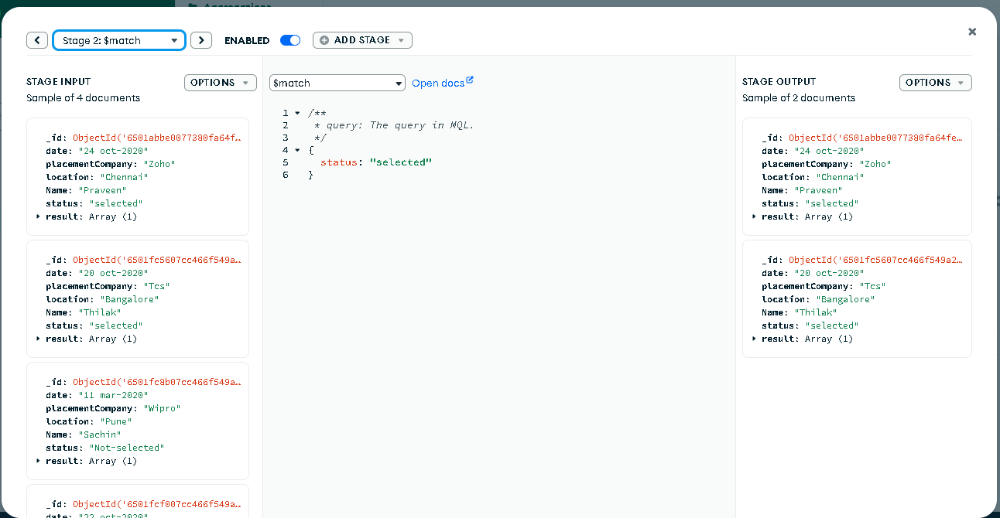 Aggregations
Stage 2: $match
ENABLED
ADD STAGE
STAGE INPUT
OPTIONS
Sample of 4 documents
_id: ObjectId('6501abbe0077380fa64f…
date: "24 oct-2020"
placementCompany: "Zoho"
location: "Chennai"
Name: "Praveen"
status: "selected"
result: Array (1)
_id: ObjectId('6501fc5607cc466f549a…
date: "20 oct-2020"
placementCompany: "Tcs"
location: "Bangalore"
Name: "Thilak"
status: "selected"
result: Array (1)
_id: ObjectId('6501fc8b07cc466f549a…
date: "11 mar-2020"
placementCompany: "Wipro"
location: "Pune"
Name: "Sachin"
status: "Not-selected"
result: Array (1)
_id: ObjectId('6501fcf007cc466f549a…
date: "22 oct-2020"
$match
Open docs
1 /**
2 * query: The query in MQL.
3 */
4 {
5 status: "selected"
6 }
STAGE OUTPUT
OPTIONS
Sample of 2 documents
_id: ObjectId('6501abbe0077380fa64fe…
date: "24 oct-2020"
placementCompany: "Zoho"
location: "Chennai"
Name: "Praveen"
status: "selected"
result: Array (1)
_id: ObjectId('6501fc5607cc466f549a2…
date: "20 oct-2020"
placementCompany: "Tcs"
location: "Bangalore"
Name: "Thilak"
status: "selected"
result: Array (1)